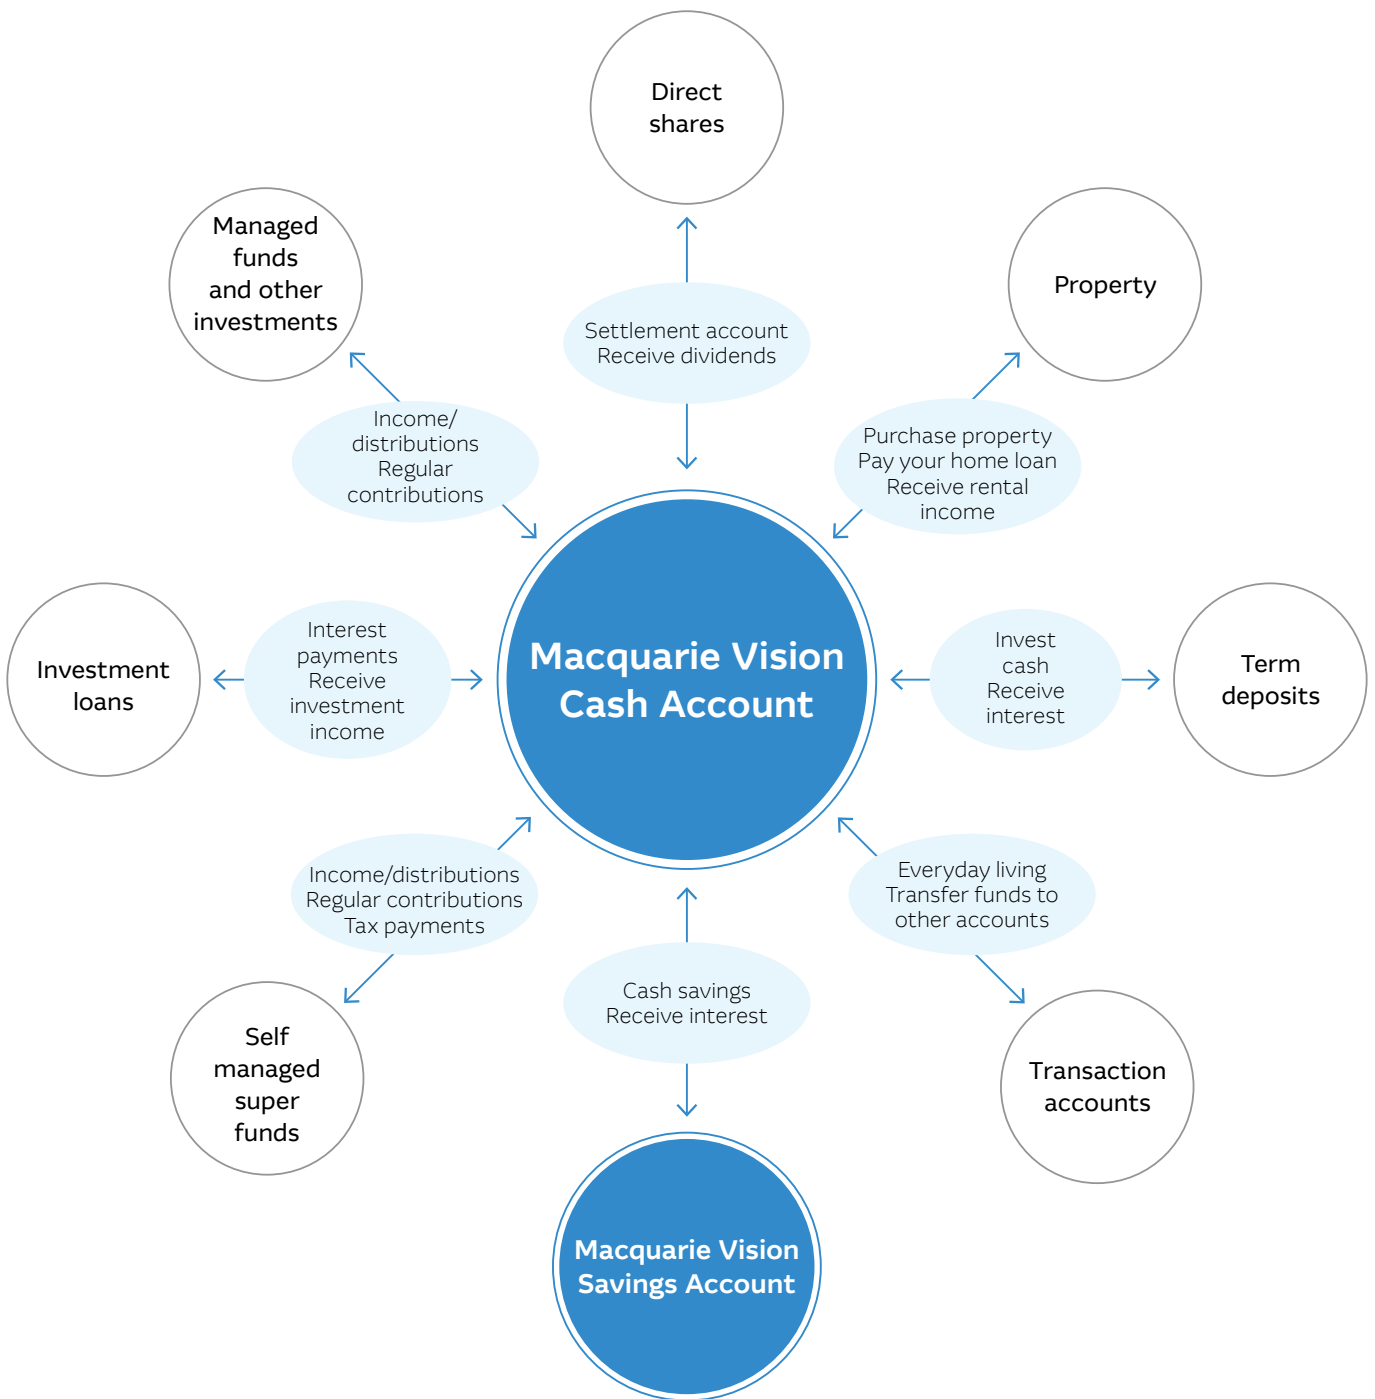 Direct
shares
Managed
funds
and other
investments
Property
Settlement account
Receive dividends
Income/
distributions
Regular
contributions
Purchase property
Pay your home loan
Receive rental
income
Investment
loans
Interest
payments
Receive
investment
income
Macquarie Vision
Cash Account
Invest
cash
Receive
interest
Term
deposits
Income/distributions
Regular contributions
Tax payments
Everyday living
Transfer funds to
other accounts
Cash savings
Receive interest
Self
managed
super
funds
Transaction
accounts
Macquarie Vision
Savings Account